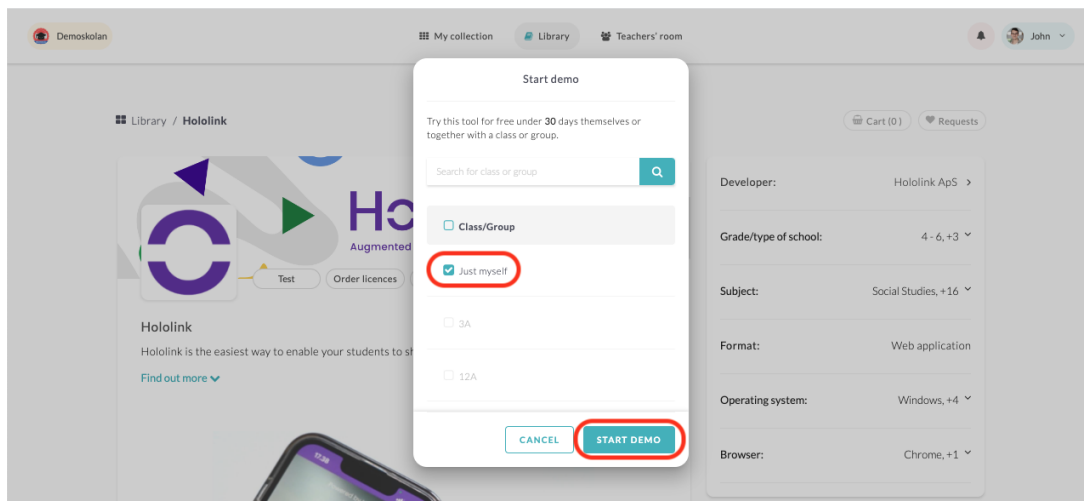 Demoskolan
My collection
Library
Teachers' room
John
Library / Hololink
Cart (0)
Requests
Start demo
Try this tool for free under 30 days themselves or
together with a class or group.
Search for class or group
Class/Group
Just myself
3A
12A
CANCEL
START DEMO
Augmented
Test
Order licences
Hololink
Hololink is the easiest way to enable your students to
Find out more
17.38
Developer:
Hololink ApS
Grade/type of school:
4 - 6, +3
Subject:
Social Studies, +16
Format:
Web application
Operating system:
Windows, +4
Browser:
Chrome, +1